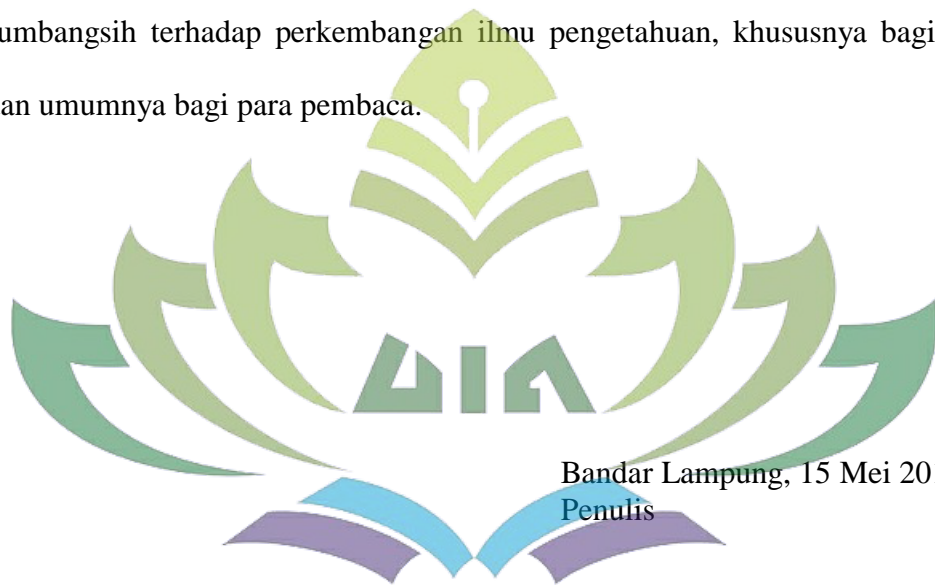 umbangsih terhadap perkembangan ilmu pengetahuan, khususnya bagi
an umumnya bagi para pembaca.
UIN
Bandar Lampung, 15 Mei 20
Penulis